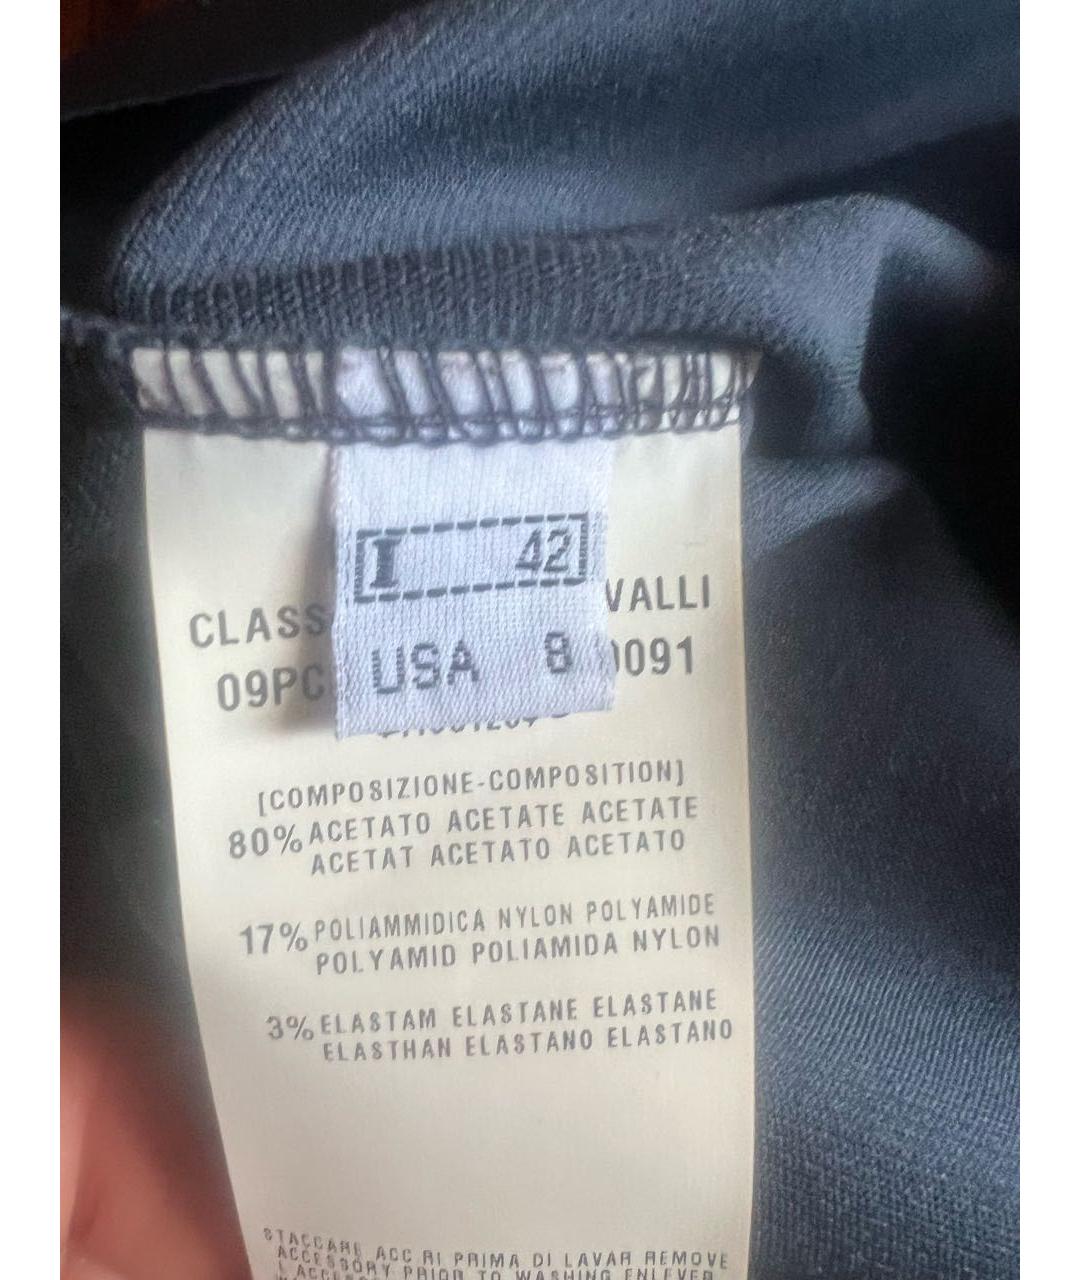 I 42
USA 8
CLASS VALLI
09PC 0091
[COMPOSIZIONE-COMPOSITION]
80% ACETATO ACETATE ACETATE
ACETAT ACETATO ACETATO
17% POLIAMMIDICA NYLON POLYAMIDE
POLYAMID POLIAMIDA NYLON
3% ELASTAM ELASTANE ELASTANE
ELASTHAN ELASTANO ELASTANO
STACCARE ACC.RI PRIMA DI LAVAR REMOVE
ACCESSORY PRIOR TO WASHING ENLEVER